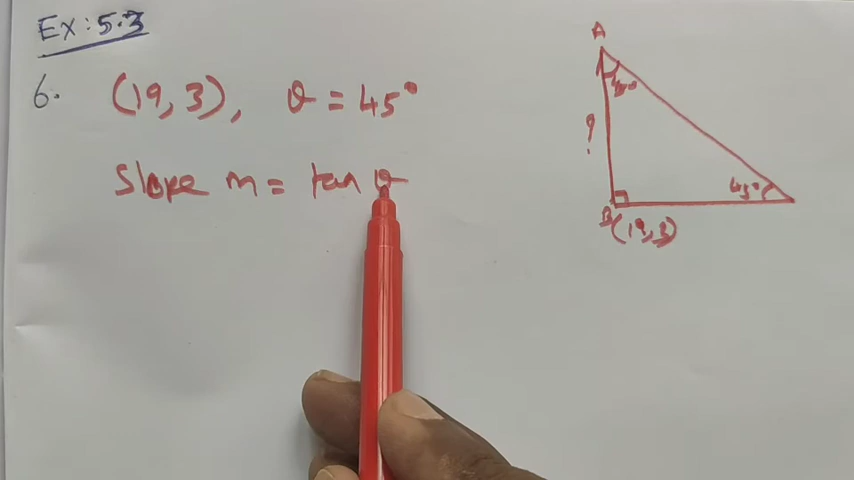 Ex: 5.3
6. (19, 3), θ = 45°
Slope m = tan θ
A
?
45°
B (19, 3)